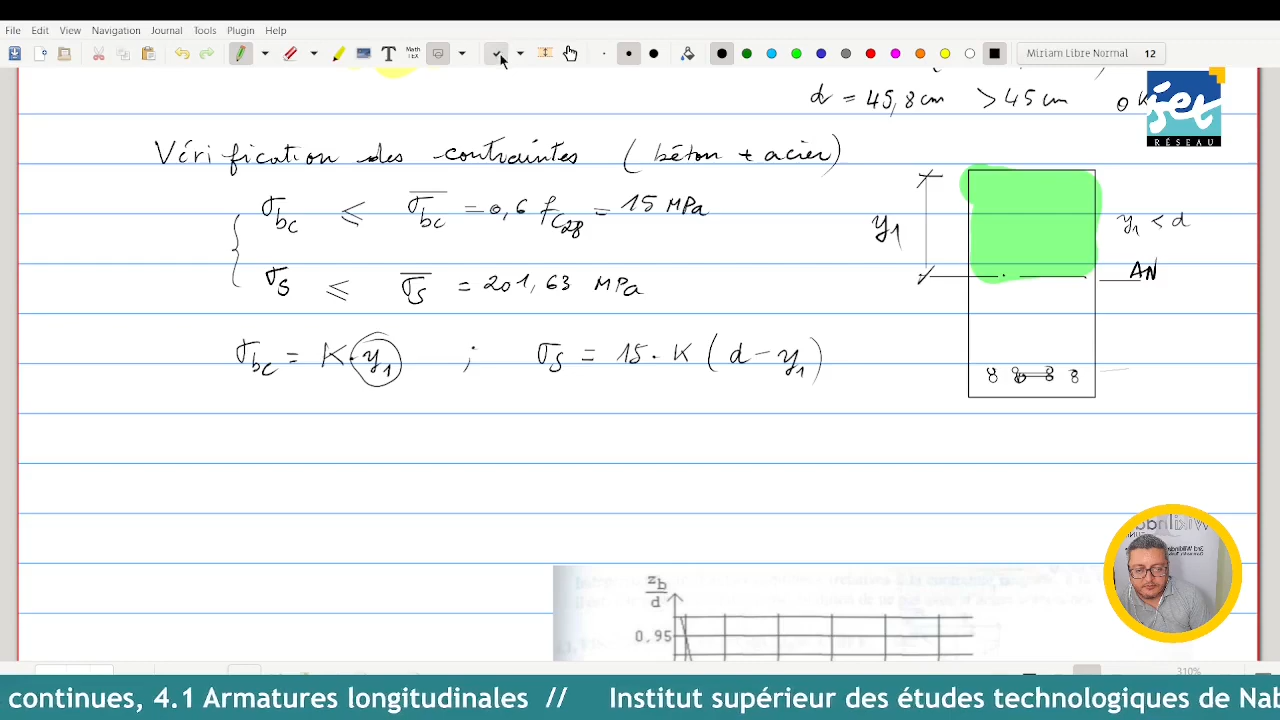 File Edit View Navigation Journal Tools Plugin Help
Miriam Libre Normal 12
d = 45,8 cm > 45 cm OK
iset
RÉSEAU
Vérification des contraintes (béton + acier)
σbc ≤ σbc = 0,6 fc28 = 15 MPa
σs ≤ σs = 201,63 MPa
σbc = K·y1 ; σs = 15·K (d − y1)
y1
y1 < d
AN
zb
d
0,95
310%
continues, 4.1 Armatures longitudinales // Institut supérieur des études technologiques de Nab